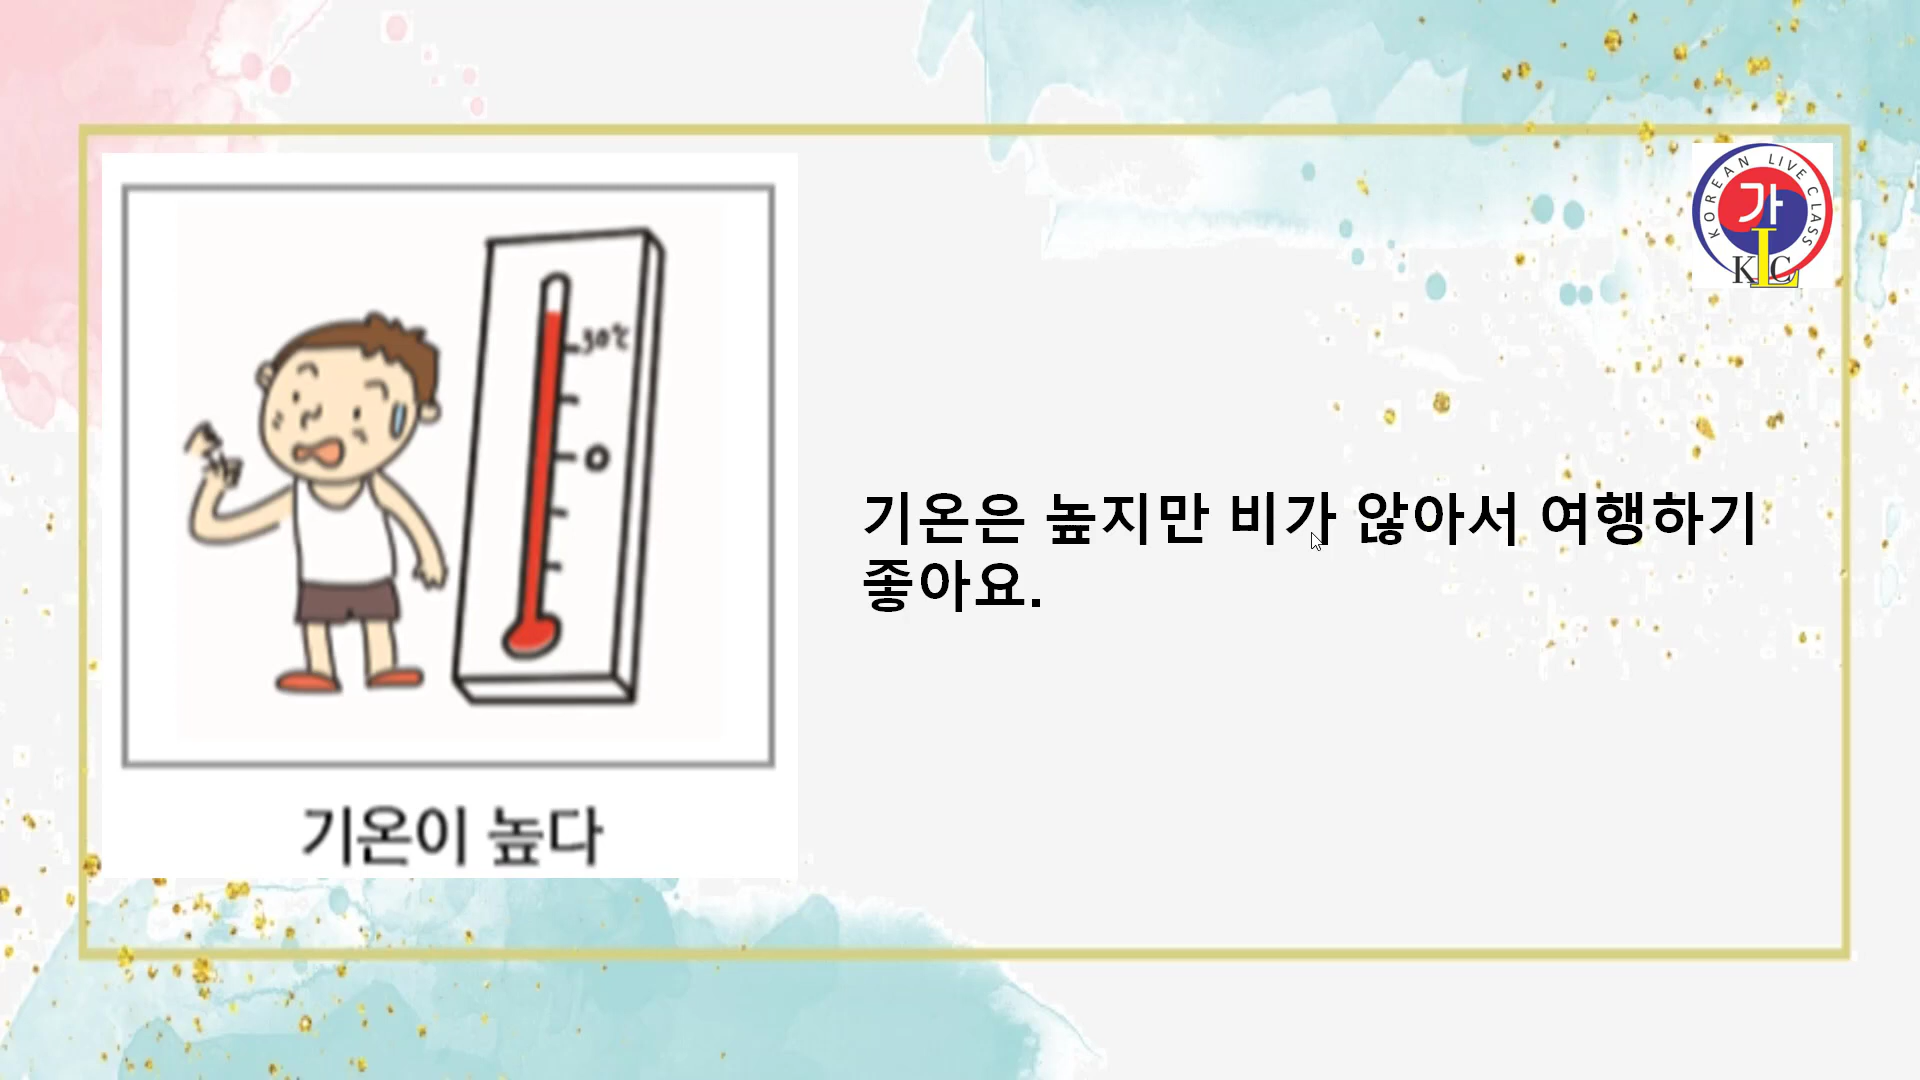 KOREAN LIVE CLASS
가
KLC
30℃
0
기온은 높지만 비가 않아서 여행하기
좋아요.
기온이 높다